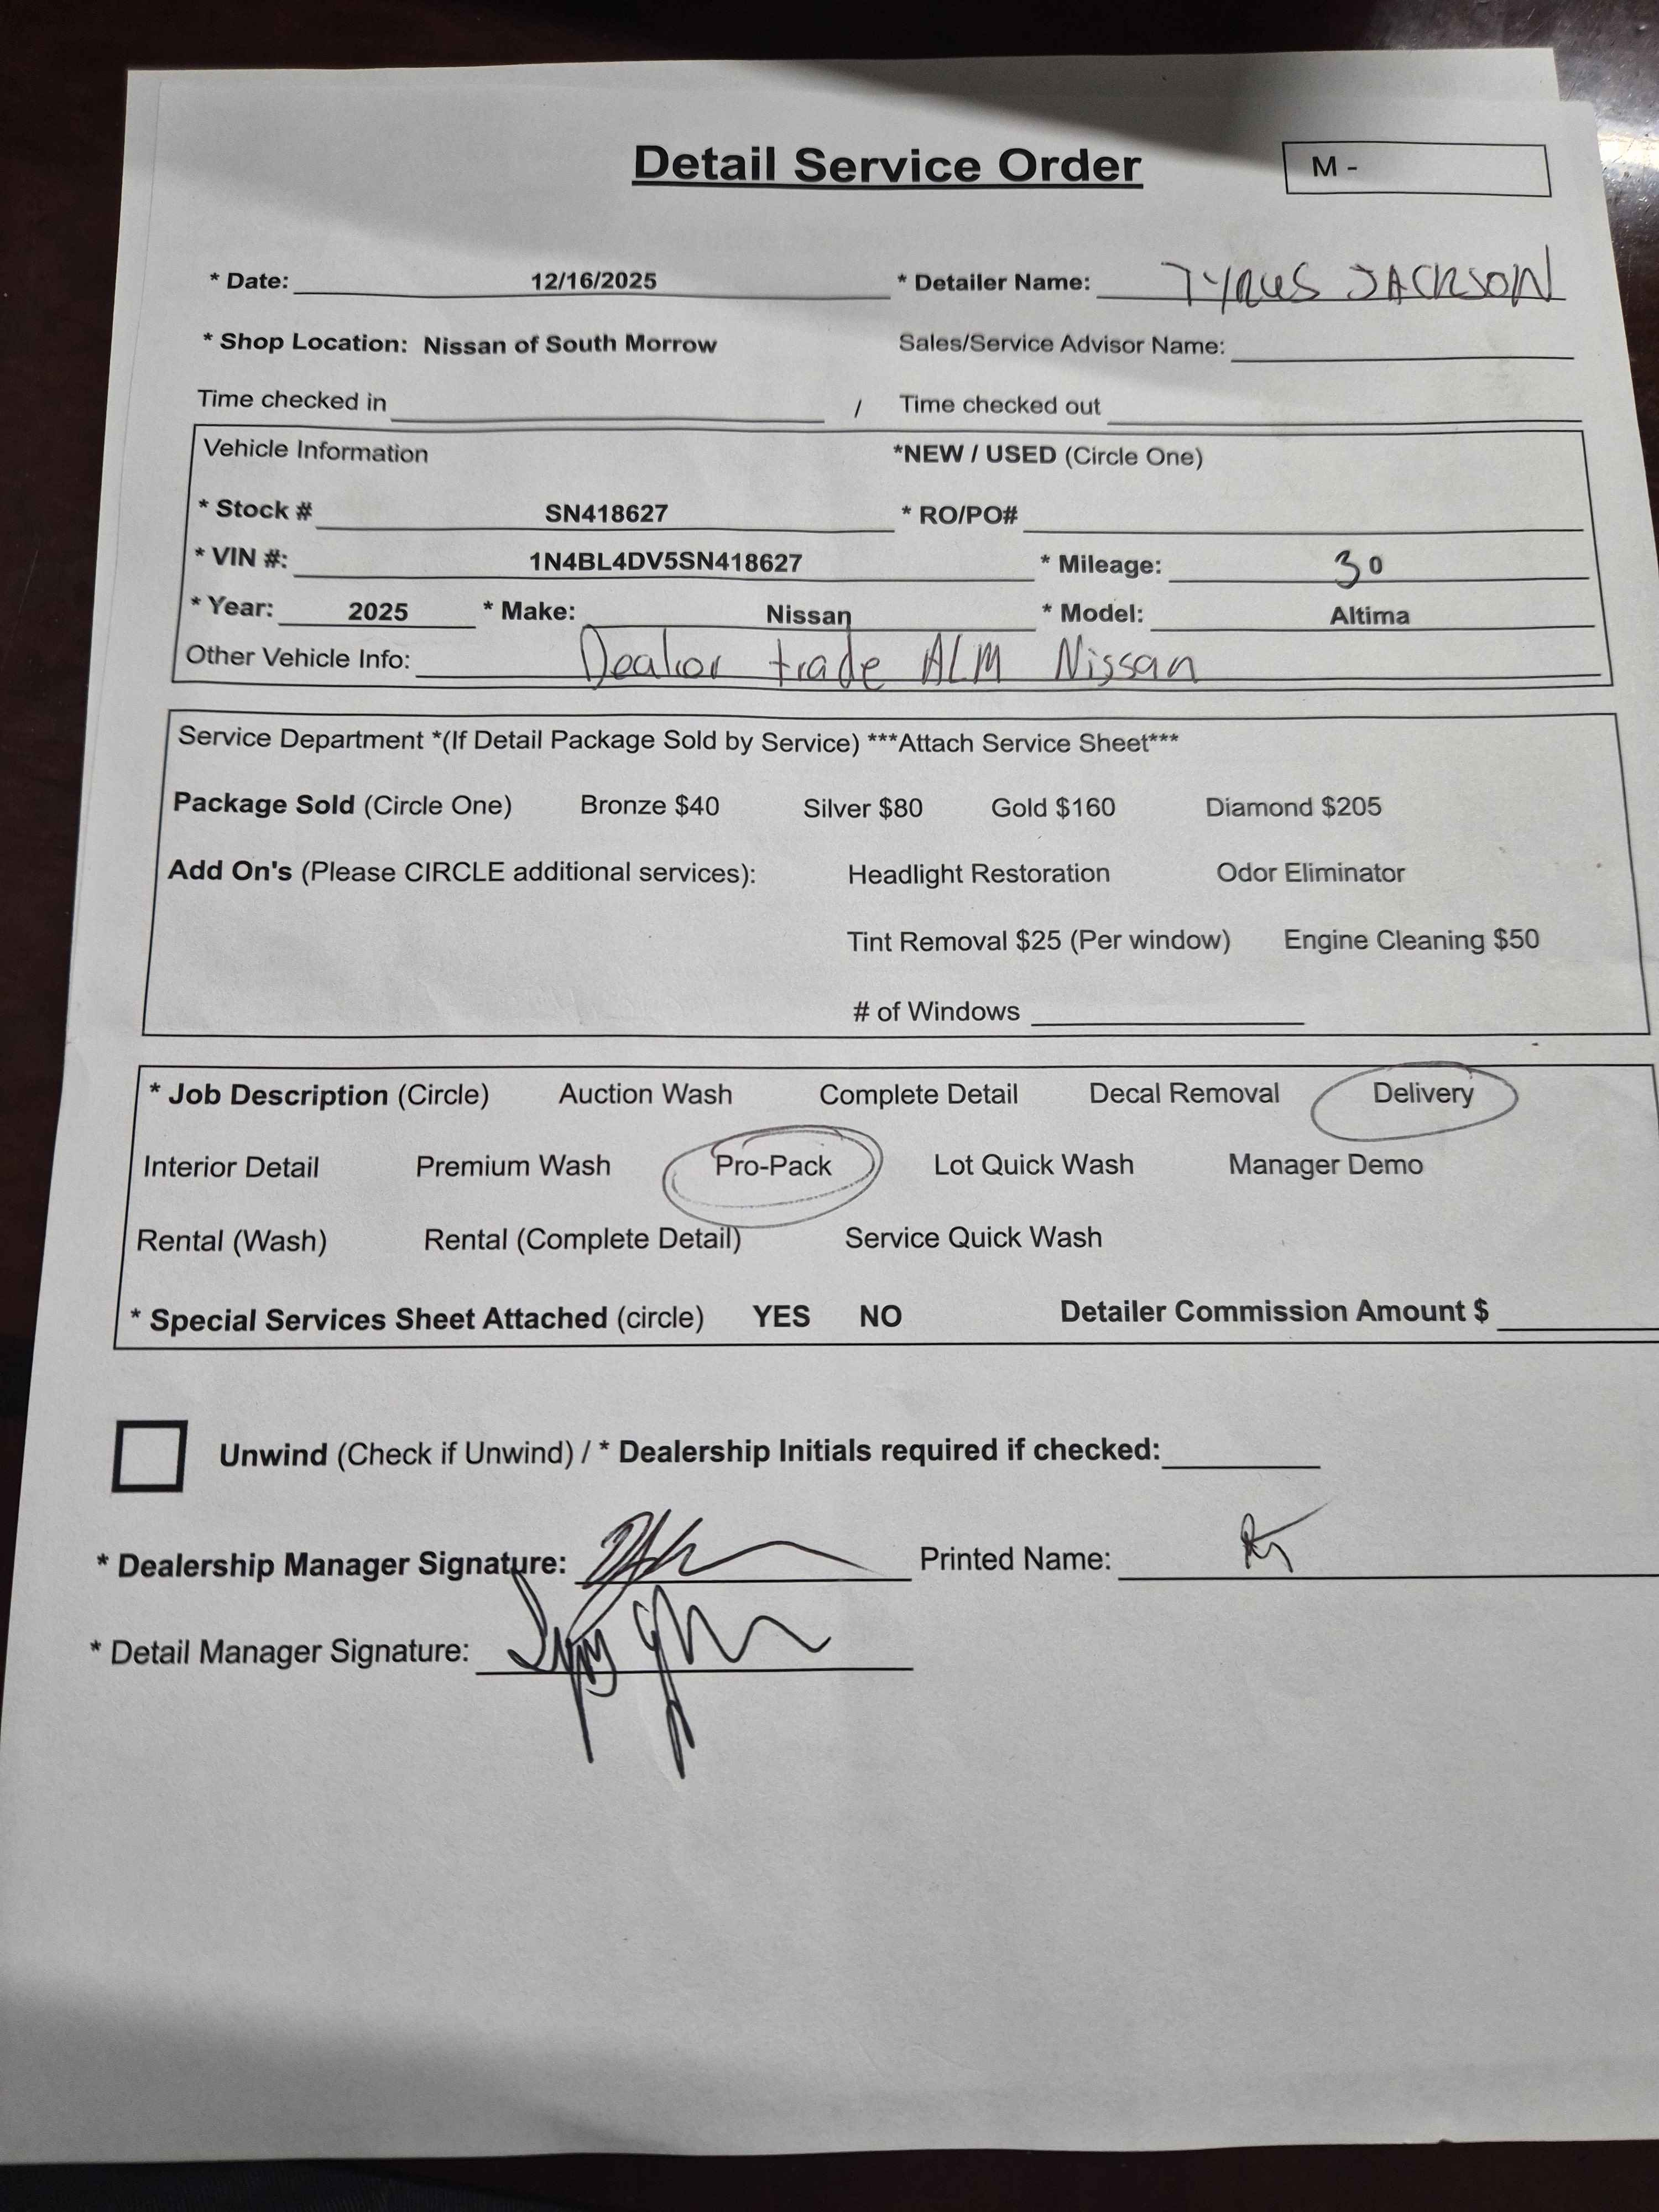 Detail Service Order
M -
* Date: 12/16/2025 * Detailer Name: TYRUS JACKSON
* Shop Location: Nissan of South Morrow Sales/Service Advisor Name:
Time checked in / Time checked out
Vehicle Information *NEW / USED (Circle One)
* Stock # SN418627 * RO/PO#
* VIN #: 1N4BL4DV5SN418627 * Mileage: 30
* Year: 2025 * Make: Nissan * Model: Altima
Other Vehicle Info: Dealor trade ALM Nissan
Service Department *(If Detail Package Sold by Service) ***Attach Service Sheet***
Package Sold (Circle One) Bronze $40 Silver $80 Gold $160 Diamond $205
Add On's (Please CIRCLE additional services): Headlight Restoration Odor Eliminator
Tint Removal $25 (Per window) Engine Cleaning $50
# of Windows
* Job Description (Circle) Auction Wash Complete Detail Decal Removal Delivery
Interior Detail Premium Wash Pro-Pack Lot Quick Wash Manager Demo
Rental (Wash) Rental (Complete Detail) Service Quick Wash
* Special Services Sheet Attached (circle) YES NO Detailer Commission Amount $
Unwind (Check if Unwind) / * Dealership Initials required if checked:
* Dealership Manager Signature: Printed Name:
* Detail Manager Signature: